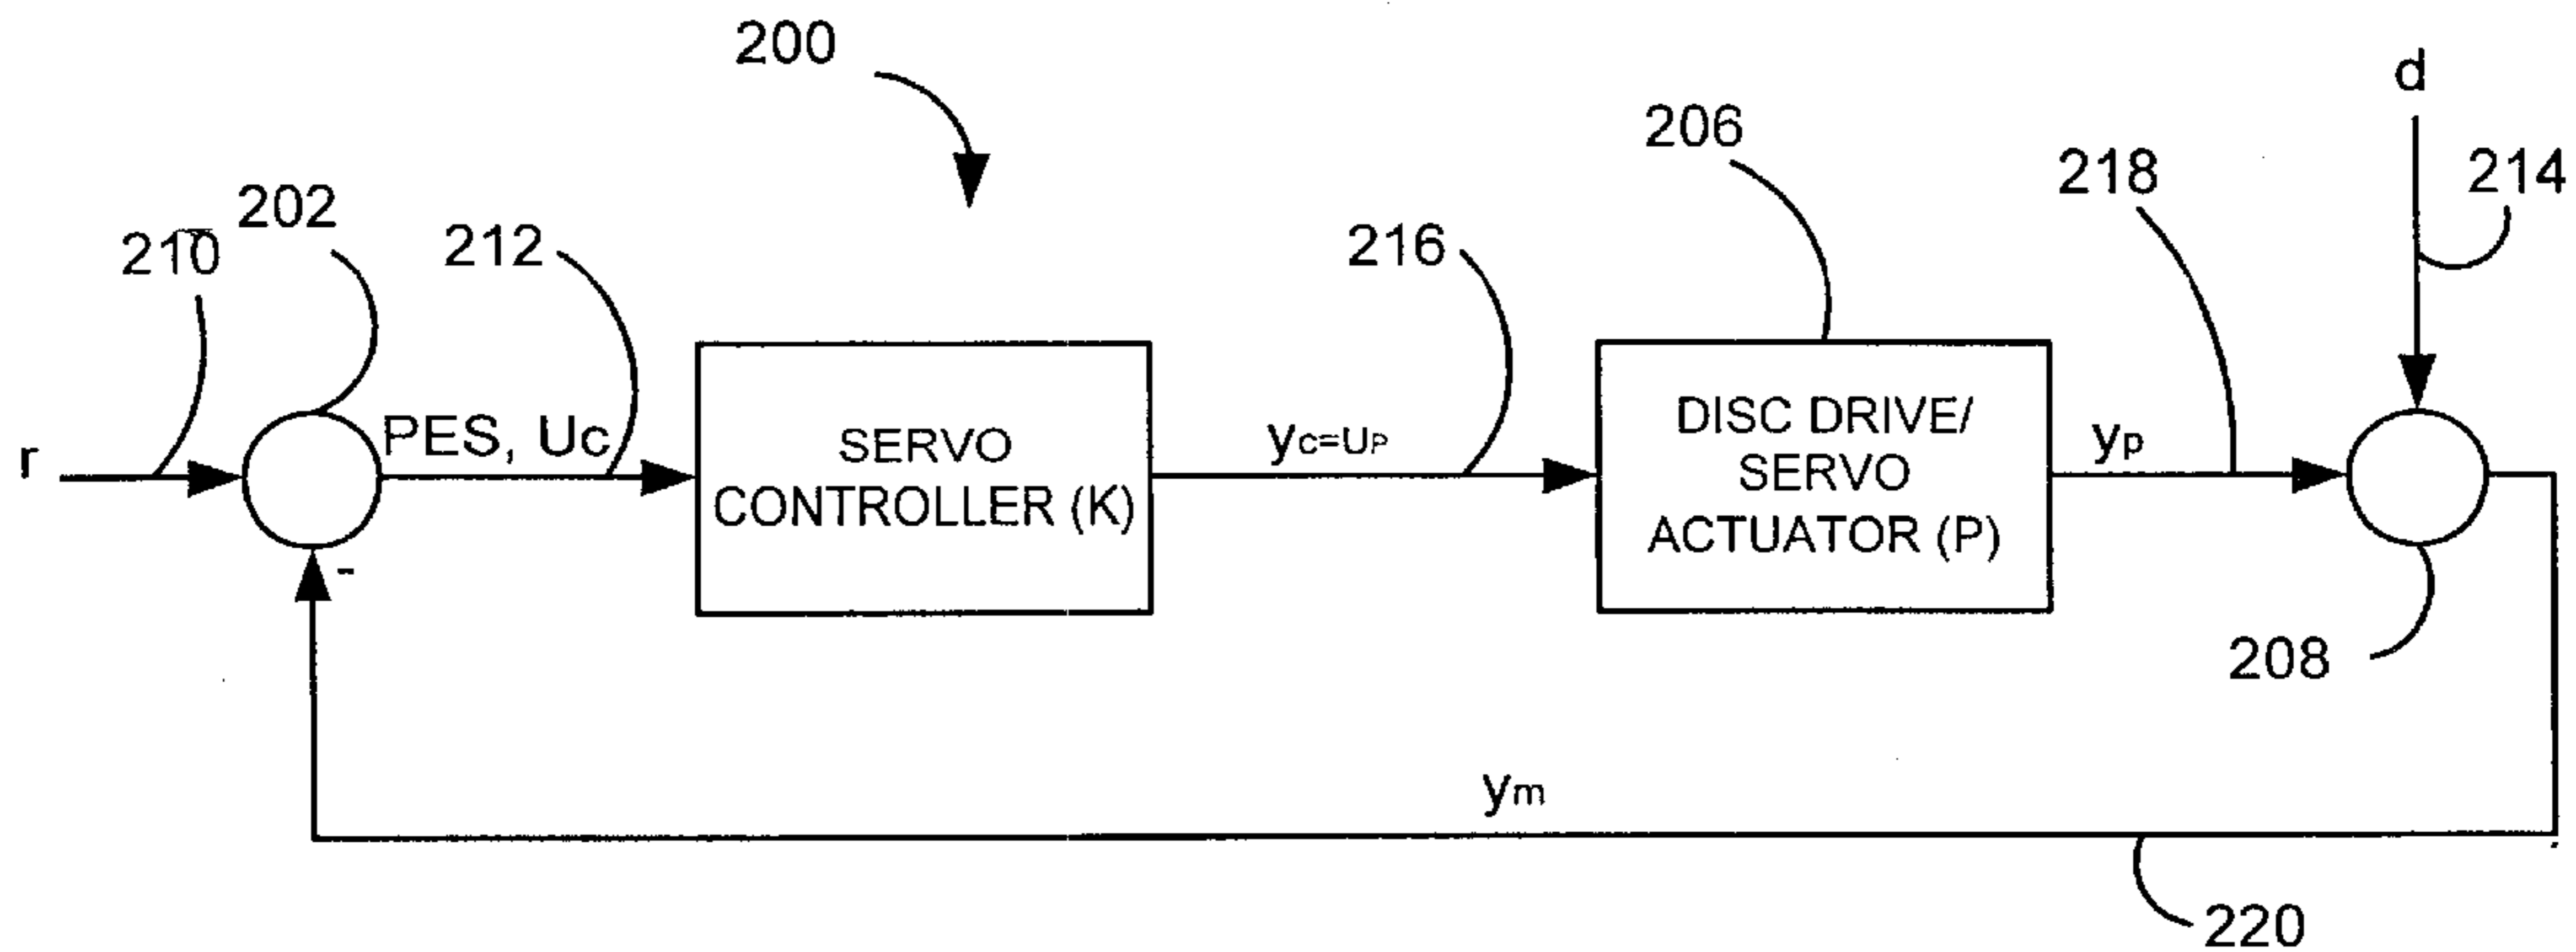 200
d
206
214
218
202
212
216
210
PES, Uc
yc=UP
DISC DRIVE/
SERVO
ACTUATOR (P)
yp
SERVO
CONTROLLER (K)
r
-
208
ym
220